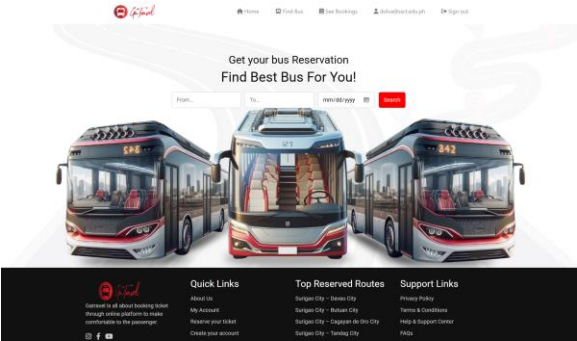 GaTravel
Home Find Bus See Bookings Sign out
Get your bus Reservation
Find Best Bus For You!
From... To... mm/dd/yyyy Search
342
GaTravel
Gatravel is all about booking ticket
through online platform to make
comfortable to the passenger.
Quick Links
About Us
My Account
Reserve your ticket
Create your account
Top Reserved Routes
Surigao City – Davao City
Surigao City – Butuan City
Surigao City – Cagayan de Oro City
Surigao City – Tandag City
Support Links
Privacy Policy
Terms & Conditions
Help & Support Center
FAQs